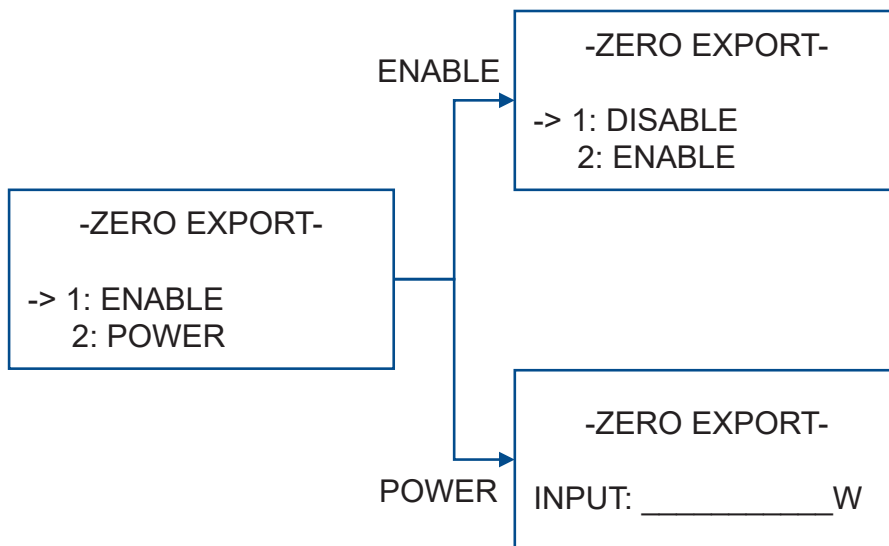 -ZERO EXPORT-
-> 1: ENABLE
2: POWER
ENABLE
-ZERO EXPORT-
-> 1: DISABLE
2: ENABLE
POWER
-ZERO EXPORT-
INPUT: ___________W